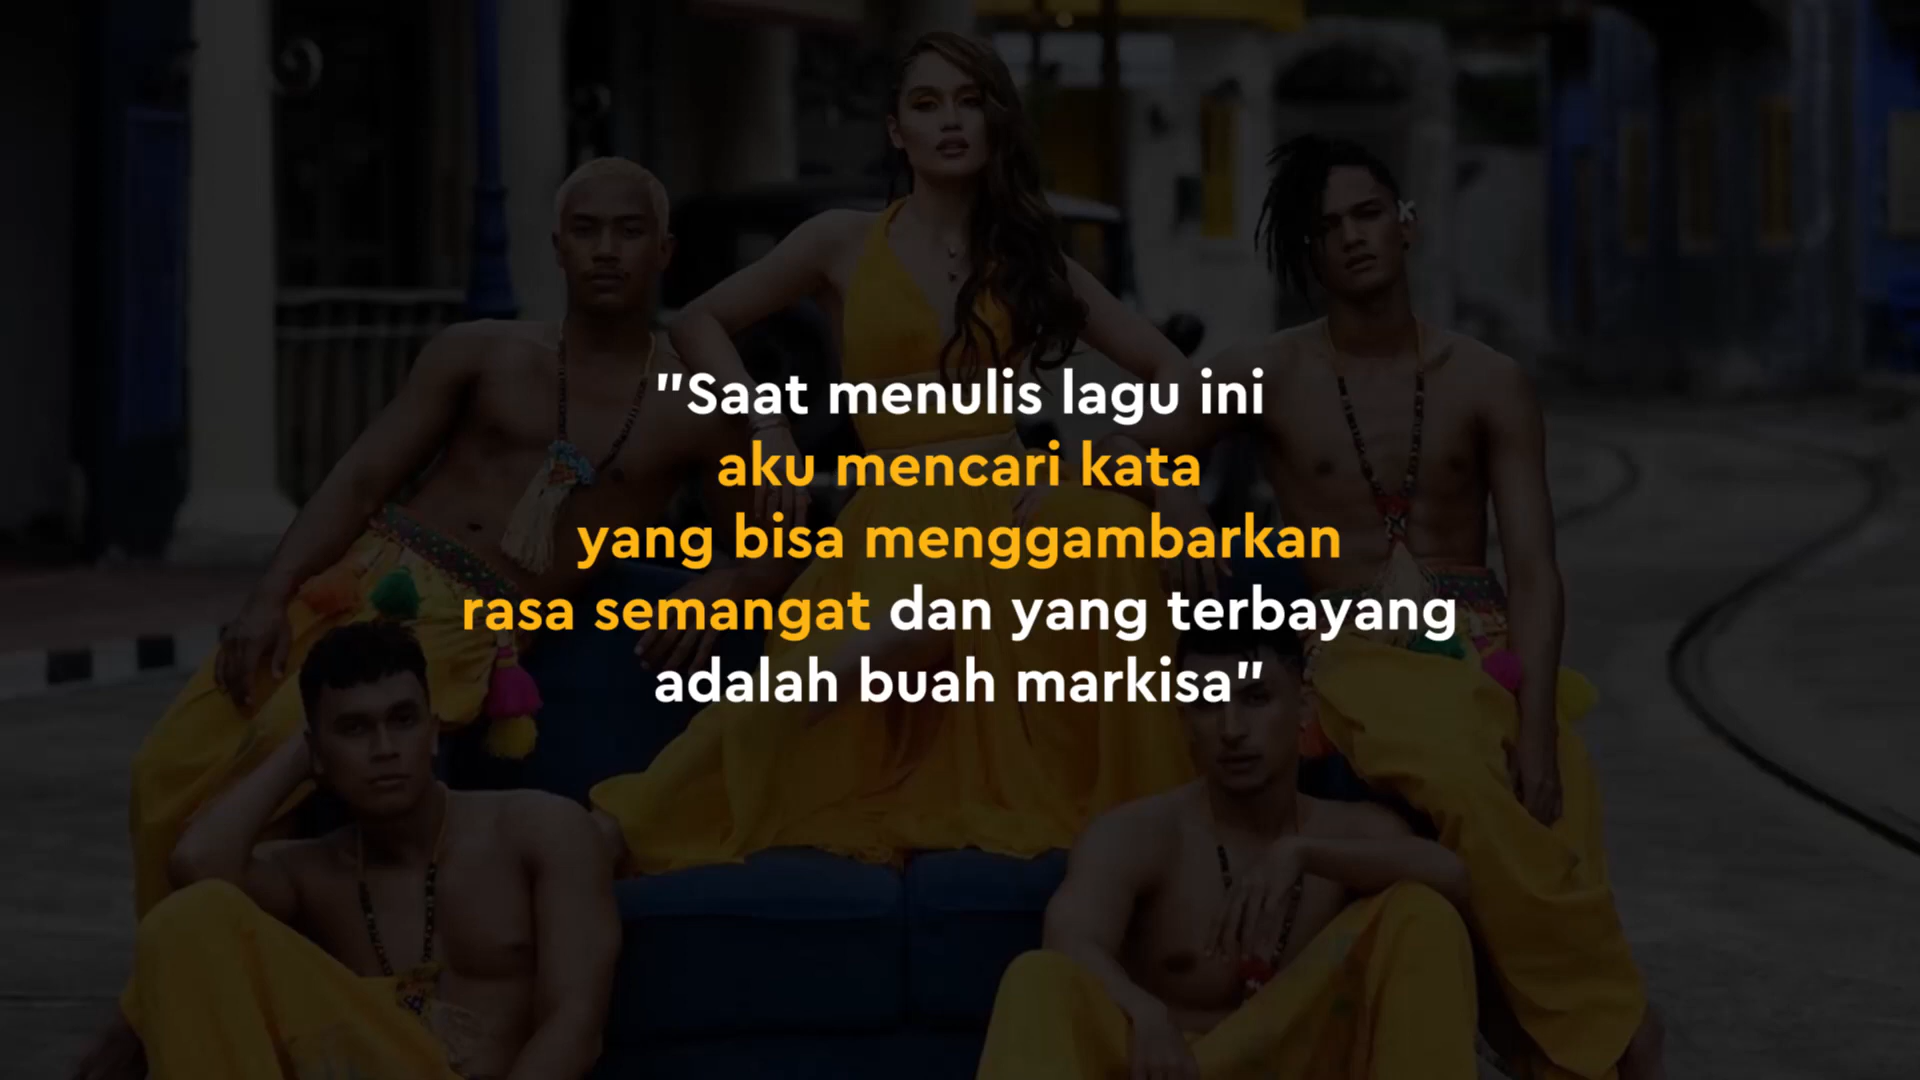 "Saat menulis lagu ini
aku mencari kata
yang bisa menggambarkan
rasa semangat dan yang terbayang
adalah buah markisa"